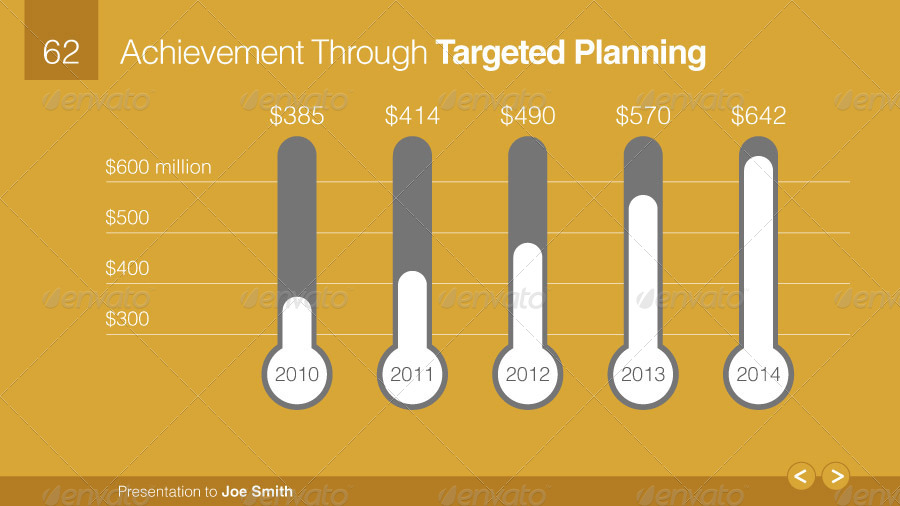 62
Achievement Through Targeted Planning
$385 $414 $490 $570 $642
$600 million
$500
$400
$300
2010 2011 2012 2013 2014
Presentation to Joe Smith
envato